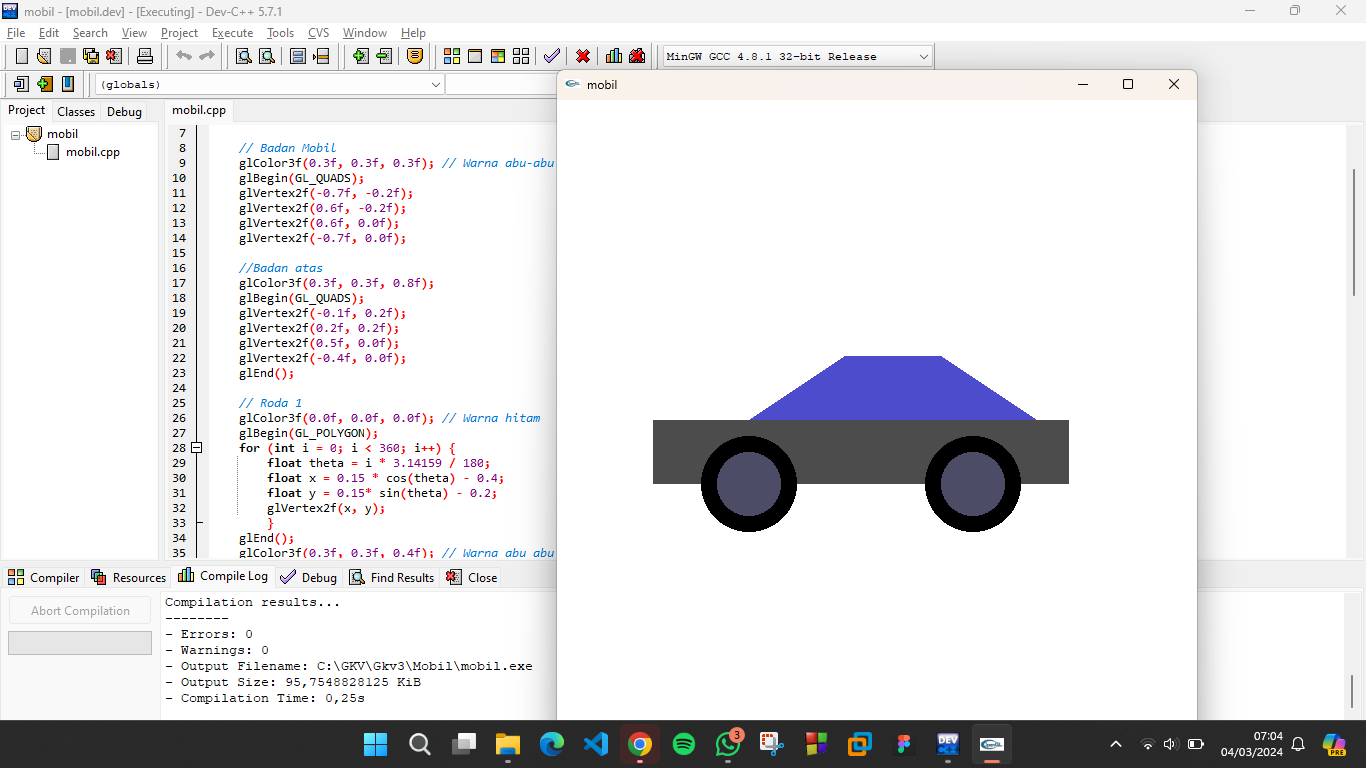 mobil - [mobil.dev] - [Executing] - Dev-C++ 5.7.1
File Edit Search View Project Execute Tools CVS Window Help
MinGW GCC 4.8.1 32-bit Release
(globals)
Project Classes Debug
mobil
mobil.cpp
mobil.cpp
7
8 // Badan Mobil
9 glColor3f(0.3f, 0.3f, 0.3f); // Warna abu-abu
10 glBegin(GL_QUADS);
11 glVertex2f(-0.7f, -0.2f);
12 glVertex2f(0.6f, -0.2f);
13 glVertex2f(0.6f, 0.0f);
14 glVertex2f(-0.7f, 0.0f);
15
16 //Badan atas
17 glColor3f(0.3f, 0.3f, 0.8f);
18 glBegin(GL_QUADS);
19 glVertex2f(-0.1f, 0.2f);
20 glVertex2f(0.2f, 0.2f);
21 glVertex2f(0.5f, 0.0f);
22 glVertex2f(-0.4f, 0.0f);
23 glEnd();
24
25 // Roda 1
26 glColor3f(0.0f, 0.0f, 0.0f); // Warna hitam
27 glBegin(GL_POLYGON);
28 for (int i = 0; i < 360; i++) {
29 float theta = i * 3.14159 / 180;
30 float x = 0.15 * cos(theta) - 0.4;
31 float y = 0.15* sin(theta) - 0.2;
32 glVertex2f(x, y);
33 }
34 glEnd();
35 glColor3f(0.3f, 0.3f, 0.4f); // Warna abu abu
mobil
Compiler Resources Compile Log Debug Find Results Close
Abort Compilation
Compilation results...
--------
- Errors: 0
- Warnings: 0
- Output Filename: C:\GKV\Gkv3\Mobil\mobil.exe
- Output Size: 95,7548828125 KiB
- Compilation Time: 0,25s
3
DEV
OpenGL
07:04
04/03/2024
PRE